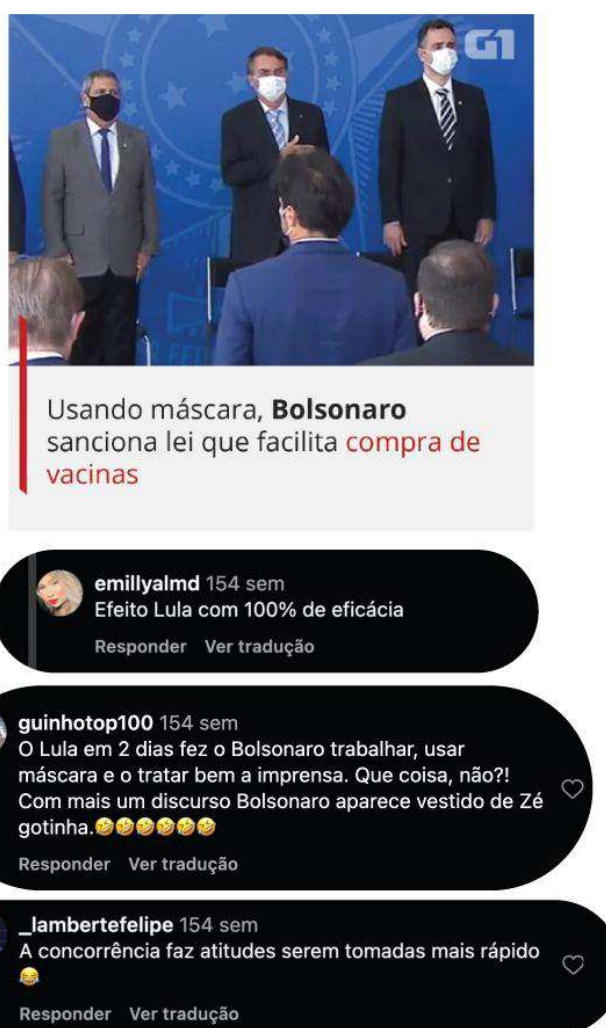 G1
Usando máscara, Bolsonaro
sanciona lei que facilita compra de
vacinas
emillyalmd 154 sem
Efeito Lula com 100% de eficácia
Responder Ver tradução
guinhotop100 154 sem
O Lula em 2 dias fez o Bolsonaro trabalhar, usar
máscara e o tratar bem a imprensa. Que coisa, não?!
Com mais um discurso Bolsonaro aparece vestido de Zé
gotinha.🤣🤣🤣🤣🤣🤣
Responder Ver tradução
_lambertefelipe 154 sem
A concorrência faz atitudes serem tomadas mais rápido
😂
Responder Ver tradução